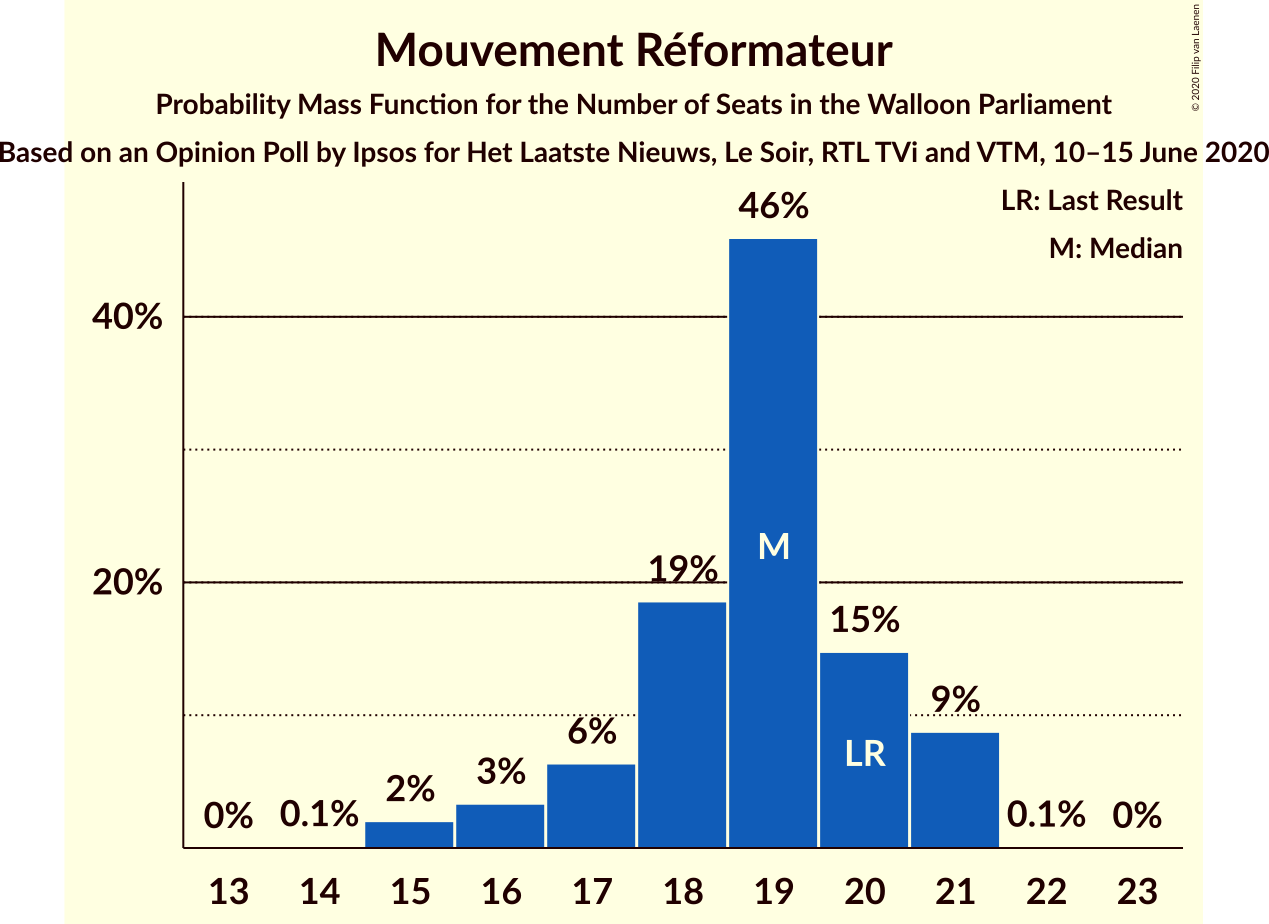 Mouvement Réformateur
Probability Mass Function for the Number of Seats in the Walloon Parliament
Based on an Opinion Poll by Ipsos for Het Laatste Nieuws, Le Soir, RTL TVi and VTM, 10–15 June 2020
© 2020 Filip van Laenen
LR: Last Result
M: Median
46%
40%
M
19%
20%
15%
9%
6%
LR
3%
2%
0%
0.1%
0.1%
0%
13 14 15 16 17 18 19 20 21 22 23